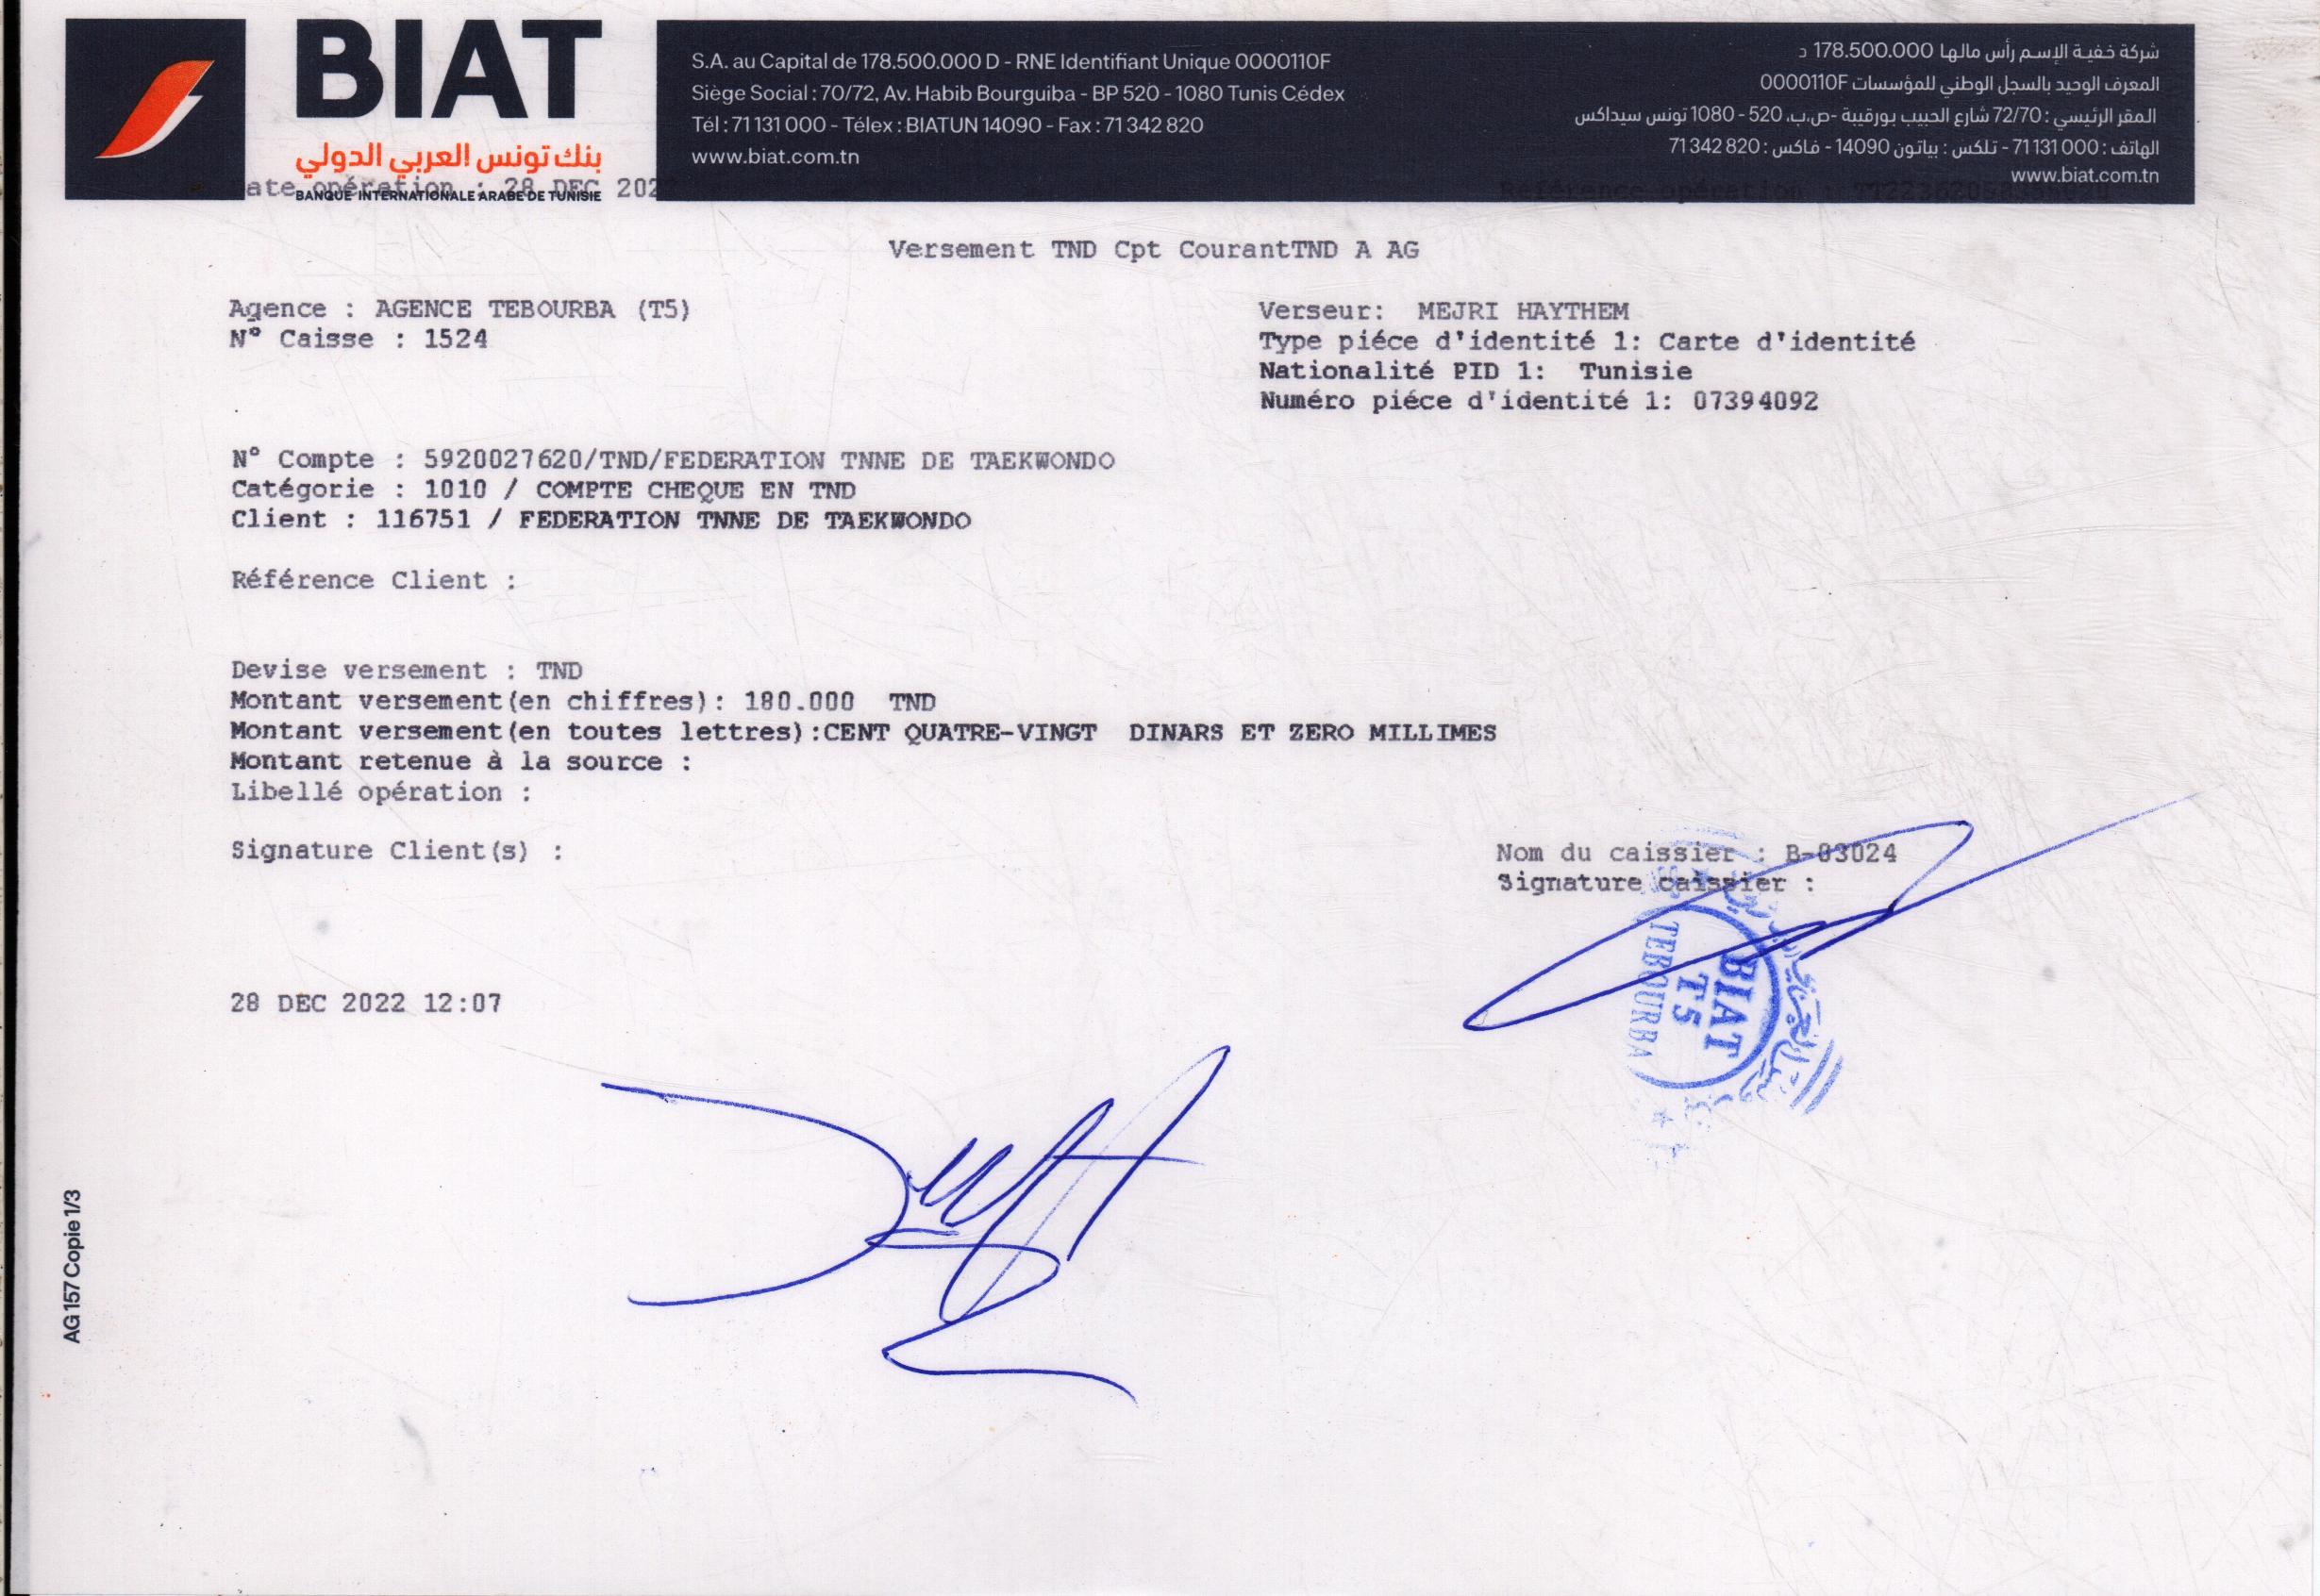 BIAT
بنك تونس العربي الدولي
BANQUE INTERNATIONALE ARABE DE TUNISIE
S.A. au Capital de 178.500.000 D - RNE Identifiant Unique 0000110F
Siège Social : 70/72, Av. Habib Bourguiba - BP 520 - 1080 Tunis Cédex
Tél : 71 131 000 - Télex : BIATUN 14090 - Fax : 71 342 820
www.biat.com.tn
شركة خفية الإسم رأس مالها 178.500.000 د
المعرف الوحيد بالسجل الوطني للمؤسسات 0000110F
المقر الرئيسي : 72/70 شارع الحبيب بورقيبة -ص.ب. 520 - 1080 تونس سيداكس
الهاتف : 71 131 000 - تلكس : بياتون 14090 - فاكس : 71 342 820
www.biat.com.tn
ate opération : 28 DEC 202
Référence opération
Versement TND Cpt CourantTND A AG
Agence : AGENCE TEBOURBA (T5)
N° Caisse : 1524
Verseur: MEJRI HAYTHEM
Type piéce d'identité 1: Carte d'identité
Nationalité PID 1: Tunisie
Numéro piéce d'identité 1: 07394092
N° Compte : 5920027620/TND/FEDERATION TNNE DE TAEKWONDO
Catégorie : 1010 / COMPTE CHEQUE EN TND
Client : 116751 / FEDERATION TNNE DE TAEKWONDO
Référence Client :
Devise versement : TND
Montant versement(en chiffres): 180.000 TND
Montant versement(en toutes lettres):CENT QUATRE-VINGT DINARS ET ZERO MILLIMES
Montant retenue à la source :
Libellé opération :
Signature Client(s) :
Nom du caissier : B-03024
Signature caissier :
BIAT
T5
TEBOURBA
28 DEC 2022 12:07
AG 157 Copie 1/3